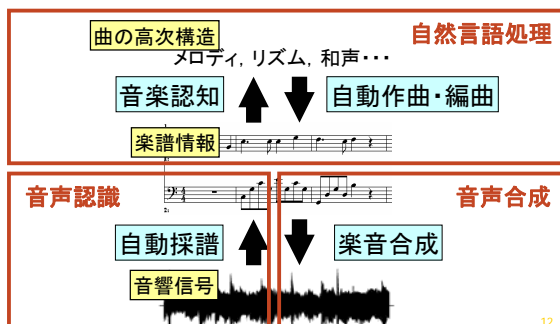 曲の高次構造
自然言語処理
メロディ, リズム, 和声・・・
音楽認知
自動作曲・編曲
楽譜情報
音声認識
音声合成
自動採譜
楽音合成
音響信号
12